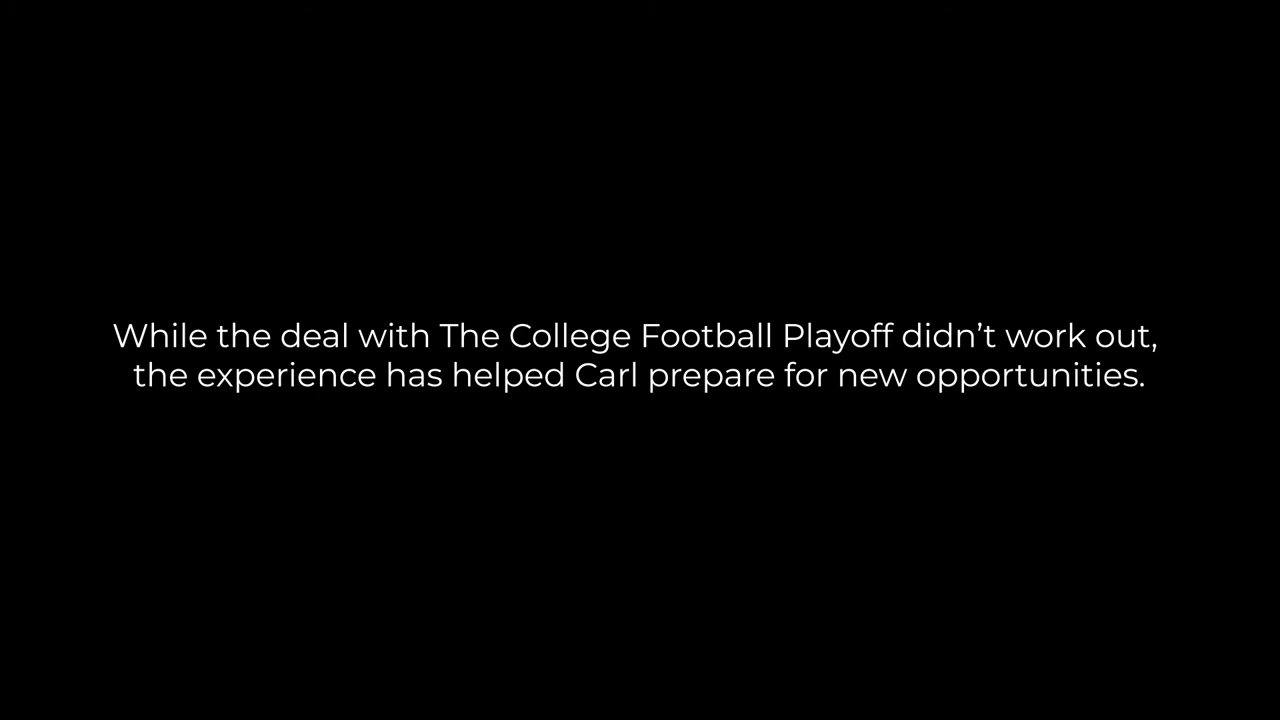 While the deal with The College Football Playoff didn’t work out,
the experience has helped Carl prepare for new opportunities.